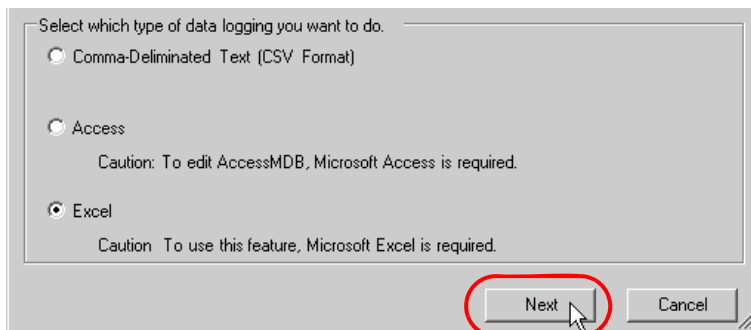 Select which type of data logging you want to do.
Comma-Deliminated Text (CSV Format)
Access
Caution: To edit AccessMDB, Microsoft Access is required.
Excel
Caution To use this feature, Microsoft Excel is required.
Next Cancel